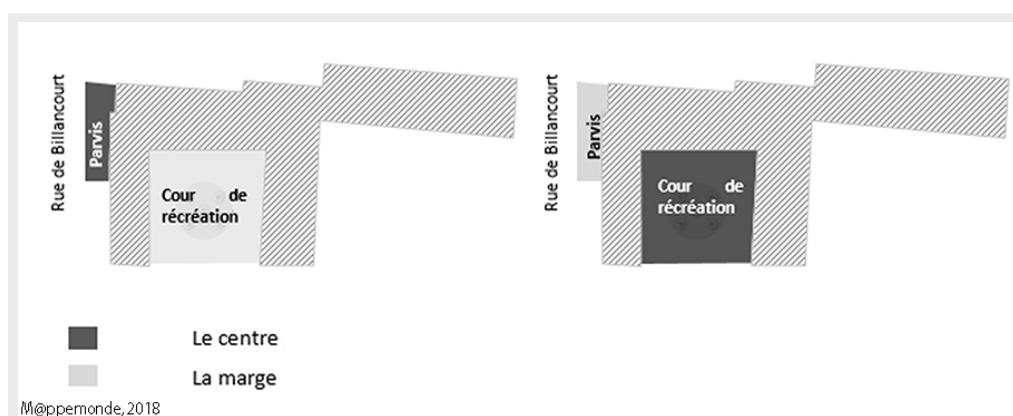 Rue de Billancourt
Parvis
Cour de
récréation
Rue de Billancourt
Parvis
Cour de
récréation
Le centre
La marge
M@ppemonde, 2018